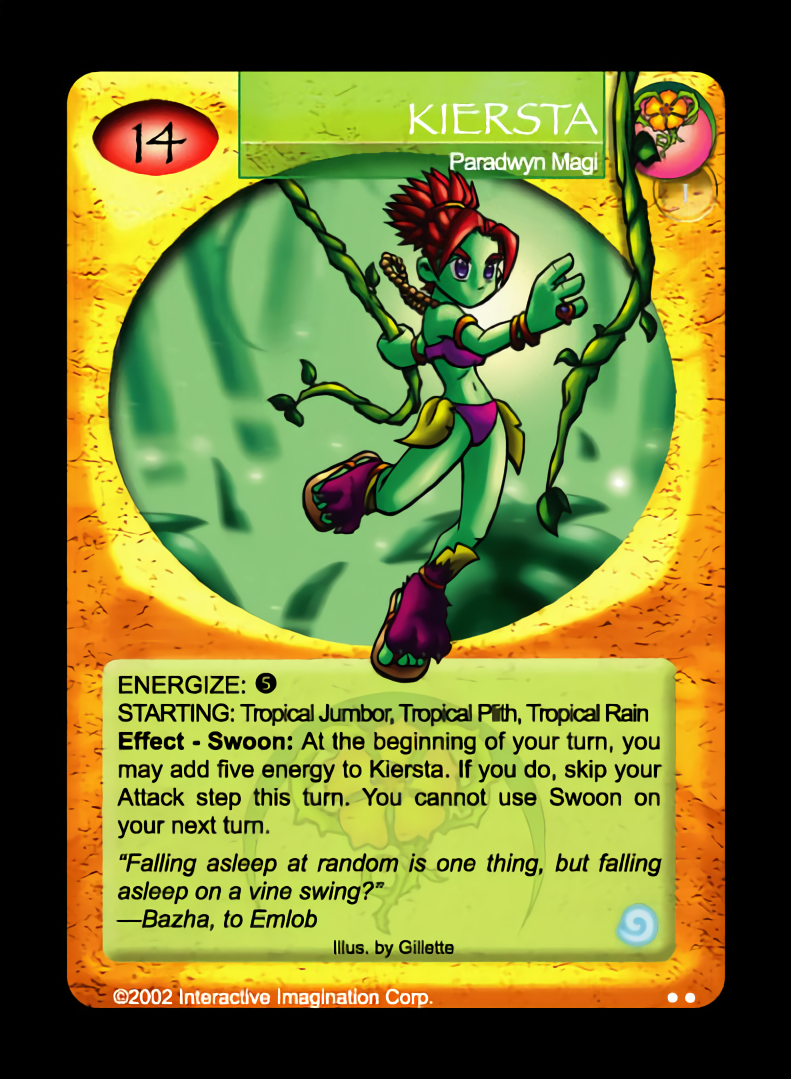 14
KIERSTA
Paradwyn Magi
1
ENERGIZE: 5
STARTING: Tropical Jumbor, Tropical Plith, Tropical Rain
Effect - Swoon: At the beginning of your turn, you
may add five energy to Kiersta. If you do, skip your
Attack step this turn. You cannot use Swoon on
your next turn.
“Falling asleep at random is one thing, but falling
asleep on a vine swing?”
—Bazha, to Emlob
Illus. by Gillette
©2002 Interactive Imagination Corp.